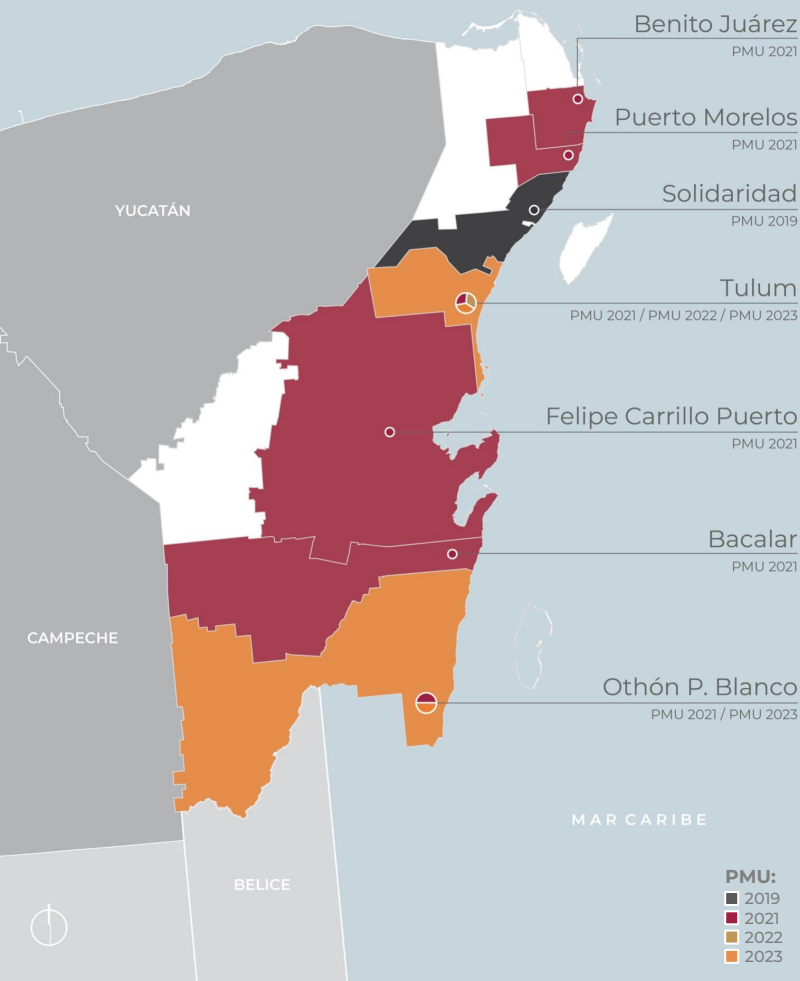 Benito Juárez
PMU 2021
Puerto Morelos
PMU 2021
Solidaridad
PMU 2019
YUCATÁN
Tulum
PMU 2021 / PMU 2022 / PMU 2023
Felipe Carrillo Puerto
PMU 2021
Bacalar
PMU 2021
CAMPECHE
Othón P. Blanco
PMU 2021 / PMU 2023
MAR CARIBE
BELICE
PMU:
2019
2021
2022
2023